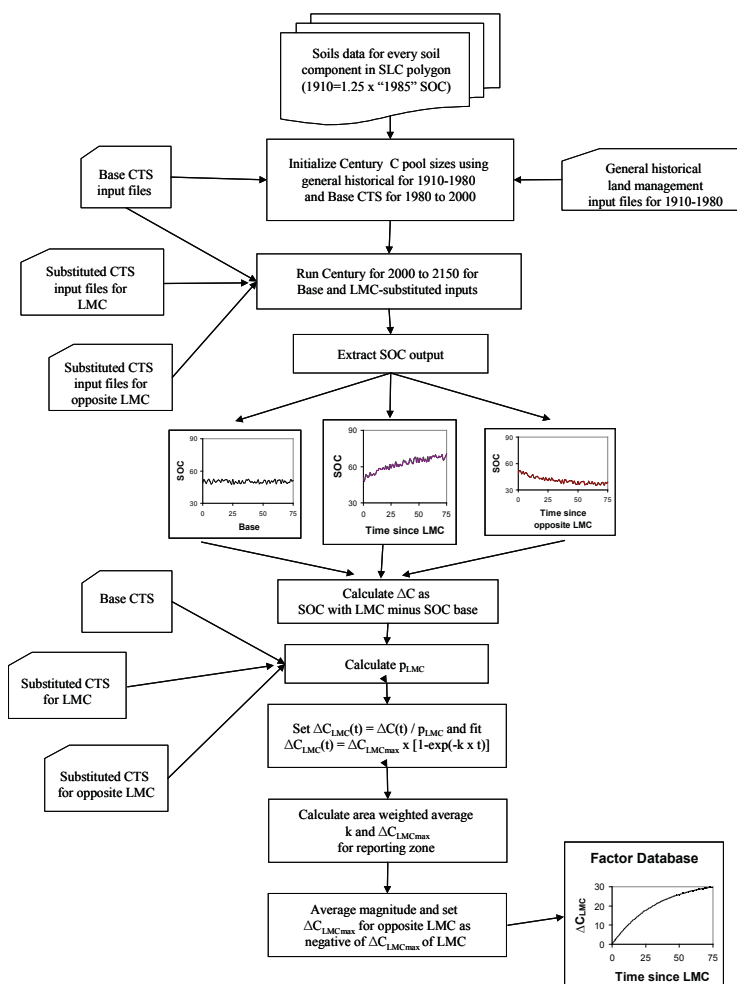 Soils data for every soil
component in SLC polygon
(1910=1.25 x “1985” SOC)
Base CTS
input files
Initialize Century C pool sizes using
general historical for 1910-1980
and Base CTS for 1980 to 2000
General historical
land management
input files for 1910-1980
Substituted CTS
input files for
LMC
Run Century for 2000 to 2150 for
Base and LMC-substituted inputs
Substituted CTS
input files for
opposite LMC
Extract SOC output
90
60
30
SOC
0 25 50 75
Base
90
60
30
SOC
0 25 50 75
Time since LMC
90
60
30
SOC
0 25 50 75
Time since
opposite LMC
Calculate ΔC as
SOC with LMC minus SOC base
Base CTS
Calculate pLMC
Substituted CTS
for LMC
Set ΔCLMC(t) = ΔC(t) / pLMC and fit
ΔCLMC(t) = ΔCLMCmax x [1-exp(-k x t)]
Substituted CTS
for opposite LMC
Calculate area weighted average
k and ΔCLMCmax
for reporting zone
Average magnitude and set
ΔCLMCmax for opposite LMC as
negative of ΔCLMCmax of LMC
Factor Database
30
20
10
0
ΔCLMC
0 25 50 75
Time since LMC